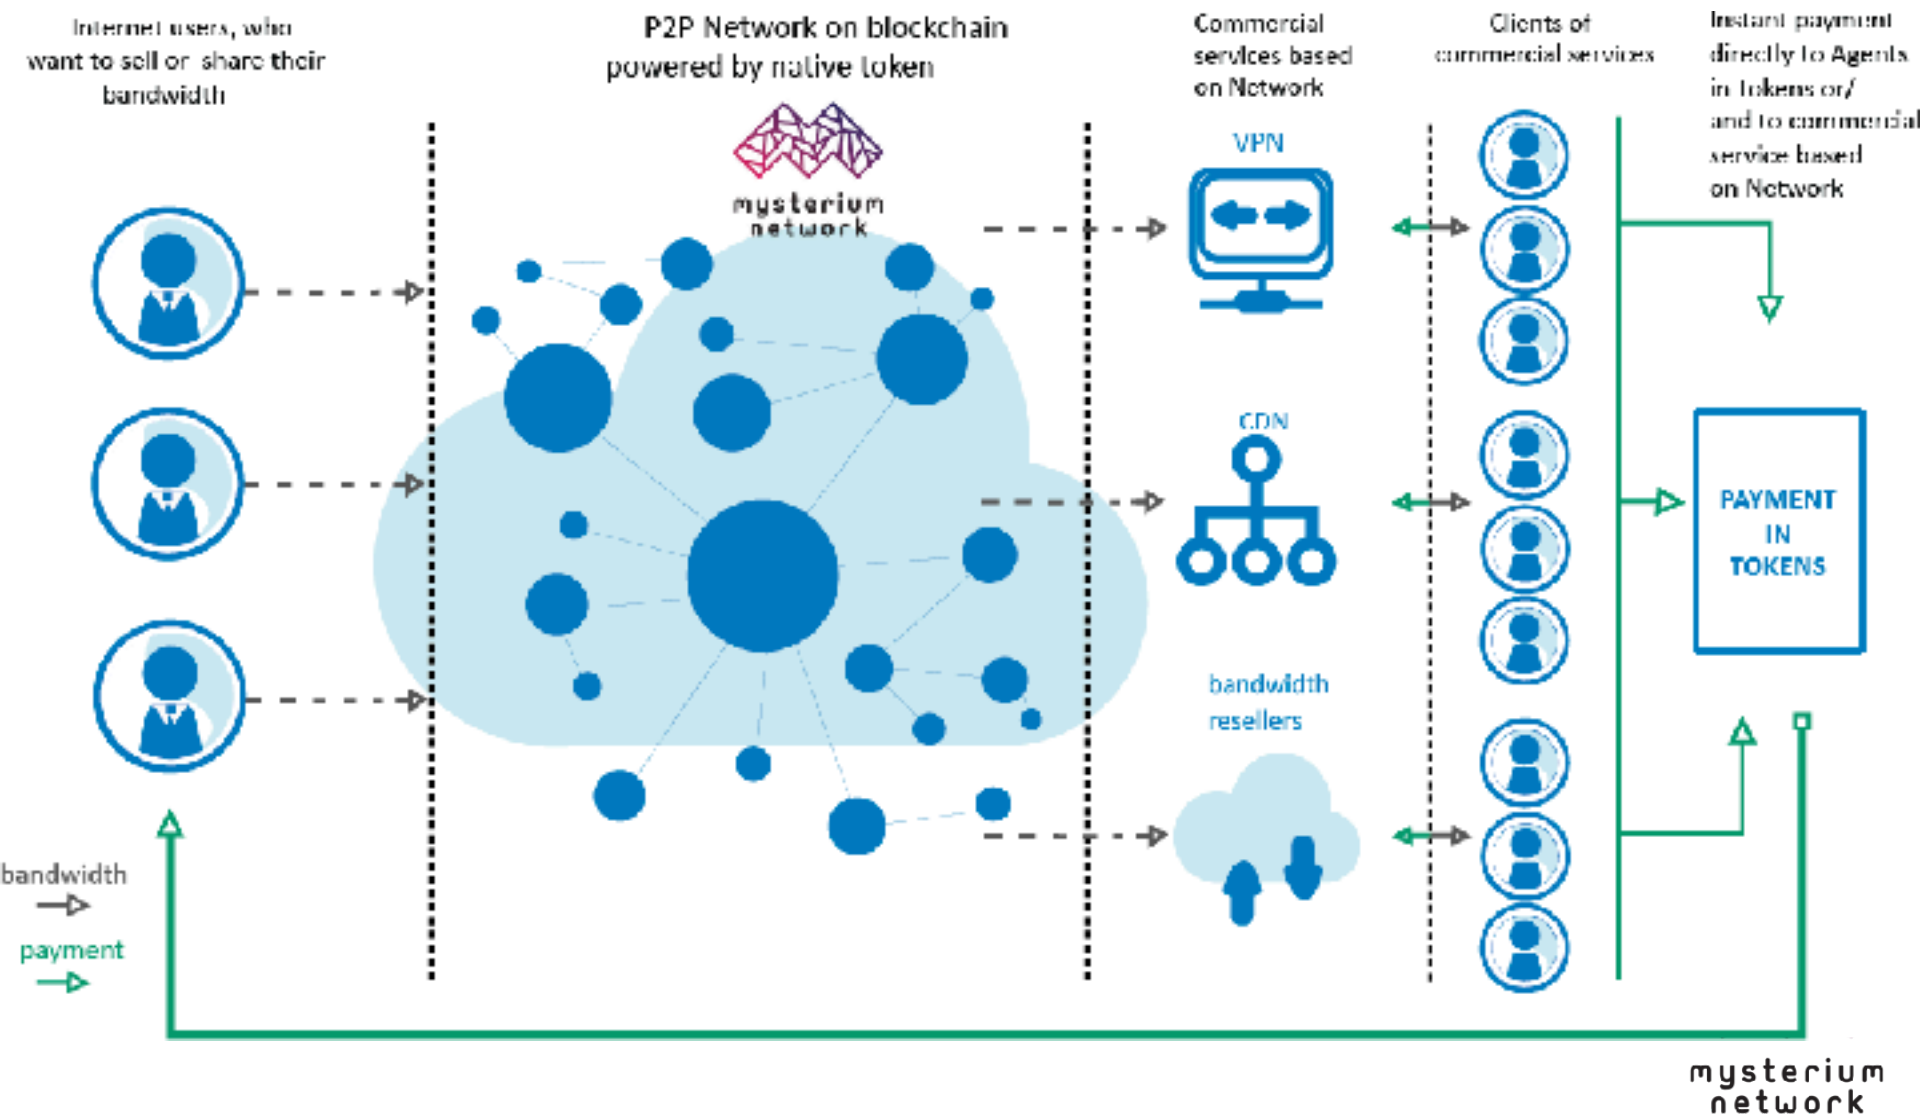 Internet users, who
want to sell or share their
bandwidth
P2P Network on blockchain
powered by native token
mysterium
network
Commercial
services based
on Network
Clients of
commercial services
Instant payment
directly to Agents
in tokens or/
and to commercial
service based
on Network
VPN
CDN
bandwidth
resellers
PAYMENT
IN
TOKENS
bandwidth
payment
mysterium
network